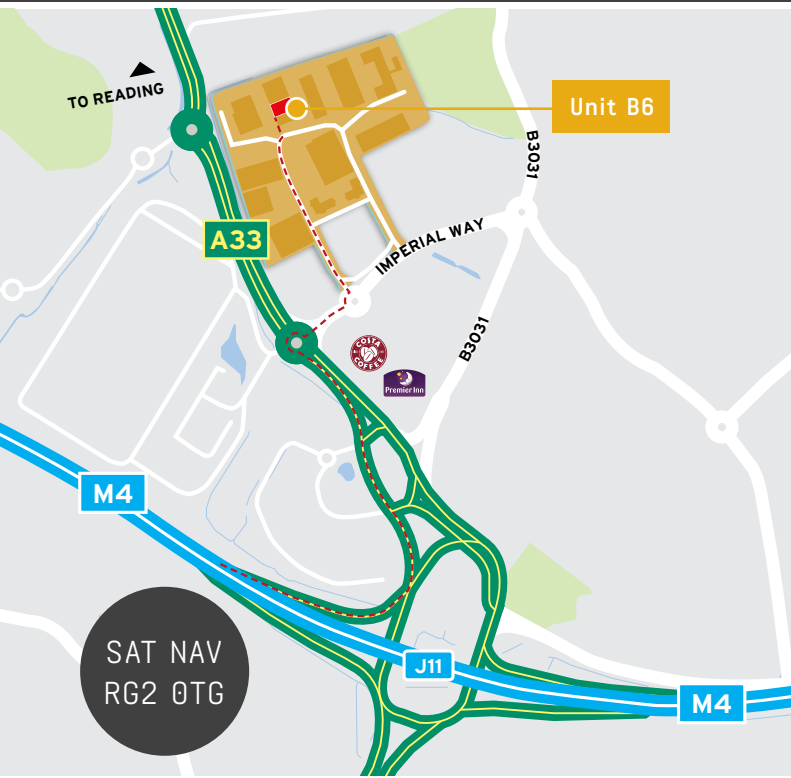 TO READING
Unit B6
B3031
A33
IMPERIAL WAY
B3031
COSTA
COFFEE
Premier Inn
M4
J11
SAT NAV
RG2 0TG
M4